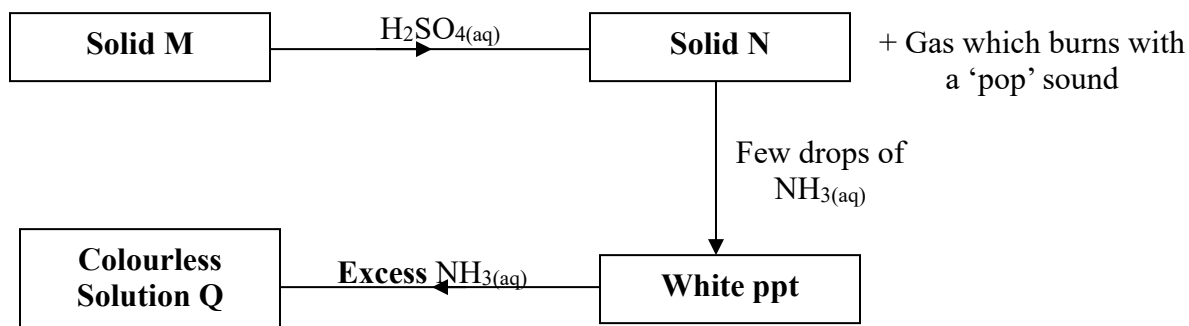 Solid M
H₂SO₄(aq)
Solid N
+ Gas which burns with
a ‘pop’ sound
Few drops of
NH₃(aq)
Colourless
Solution Q
Excess NH₃(aq)
White ppt